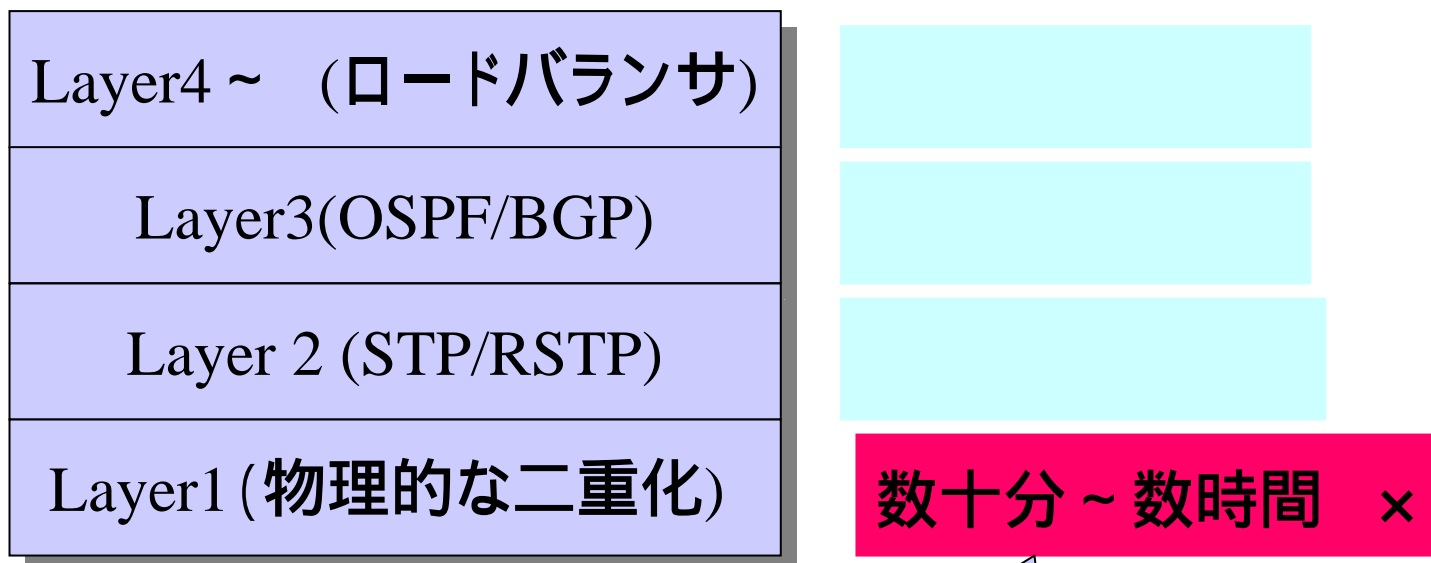 Layer4 ~ (ロードバランサ)
Layer3(OSPF/BGP)
Layer 2 (STP/RSTP)
Layer1 (物理的な二重化)
数十分 ~ 数時間 ×